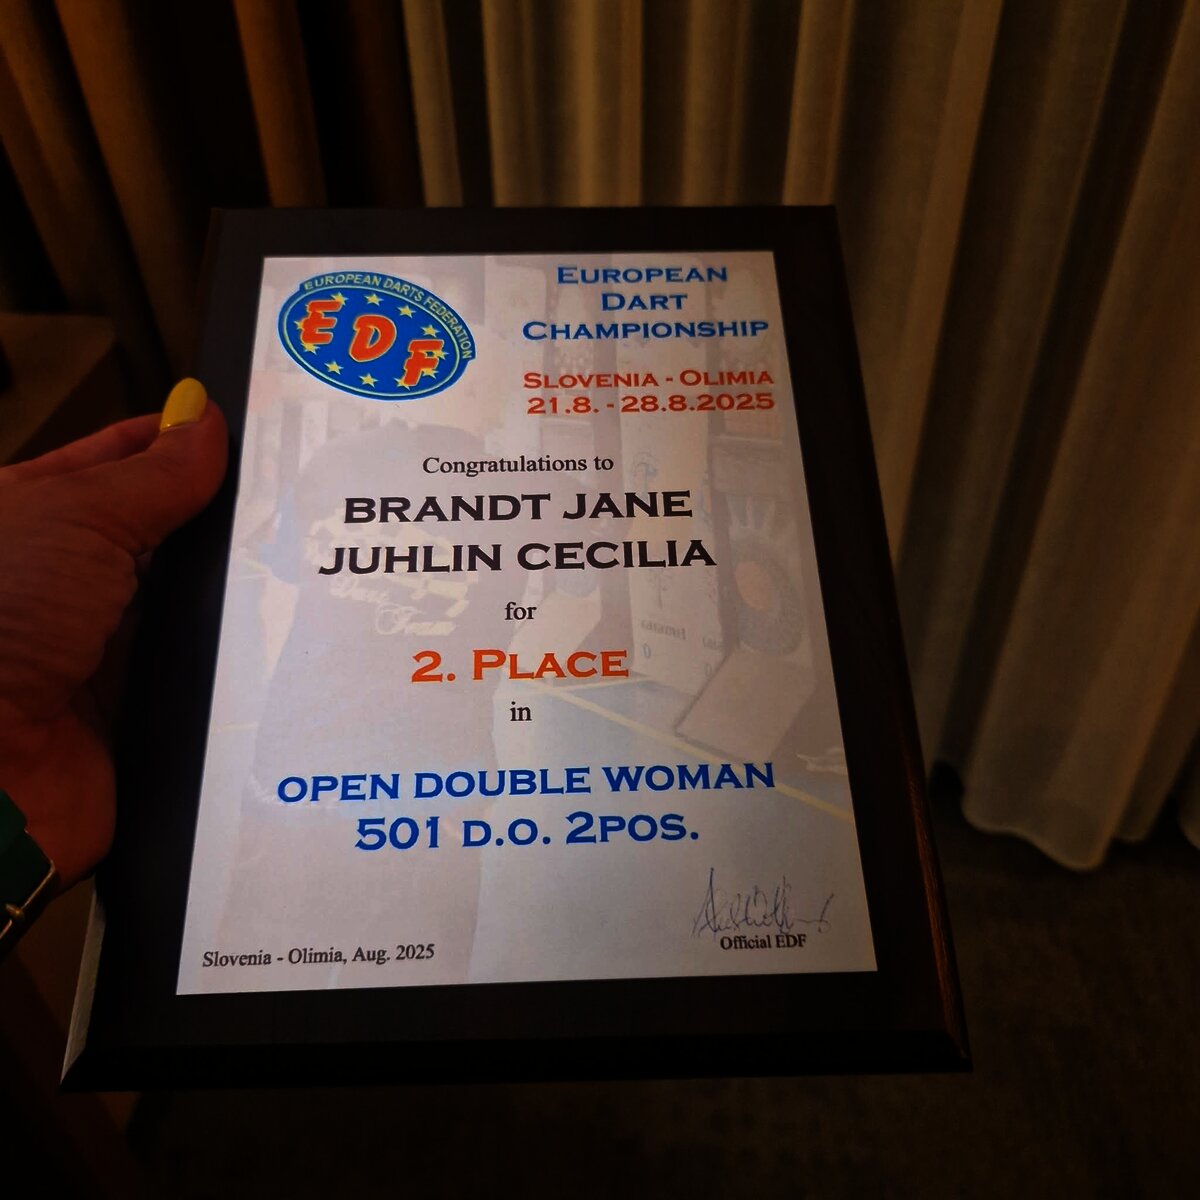 EUROPEAN DARTS FEDERATION
EDF
EUROPEAN
DART
CHAMPIONSHIP
SLOVENIA - OLIMIA
21.8. - 28.8.2025
Congratulations to
BRANDT JANE
JUHLIN CECILIA
for
2. PLACE
in
OPEN DOUBLE WOMAN
501 D.O. 2POS.
Official EDF
Slovenia - Olimia, Aug. 2025